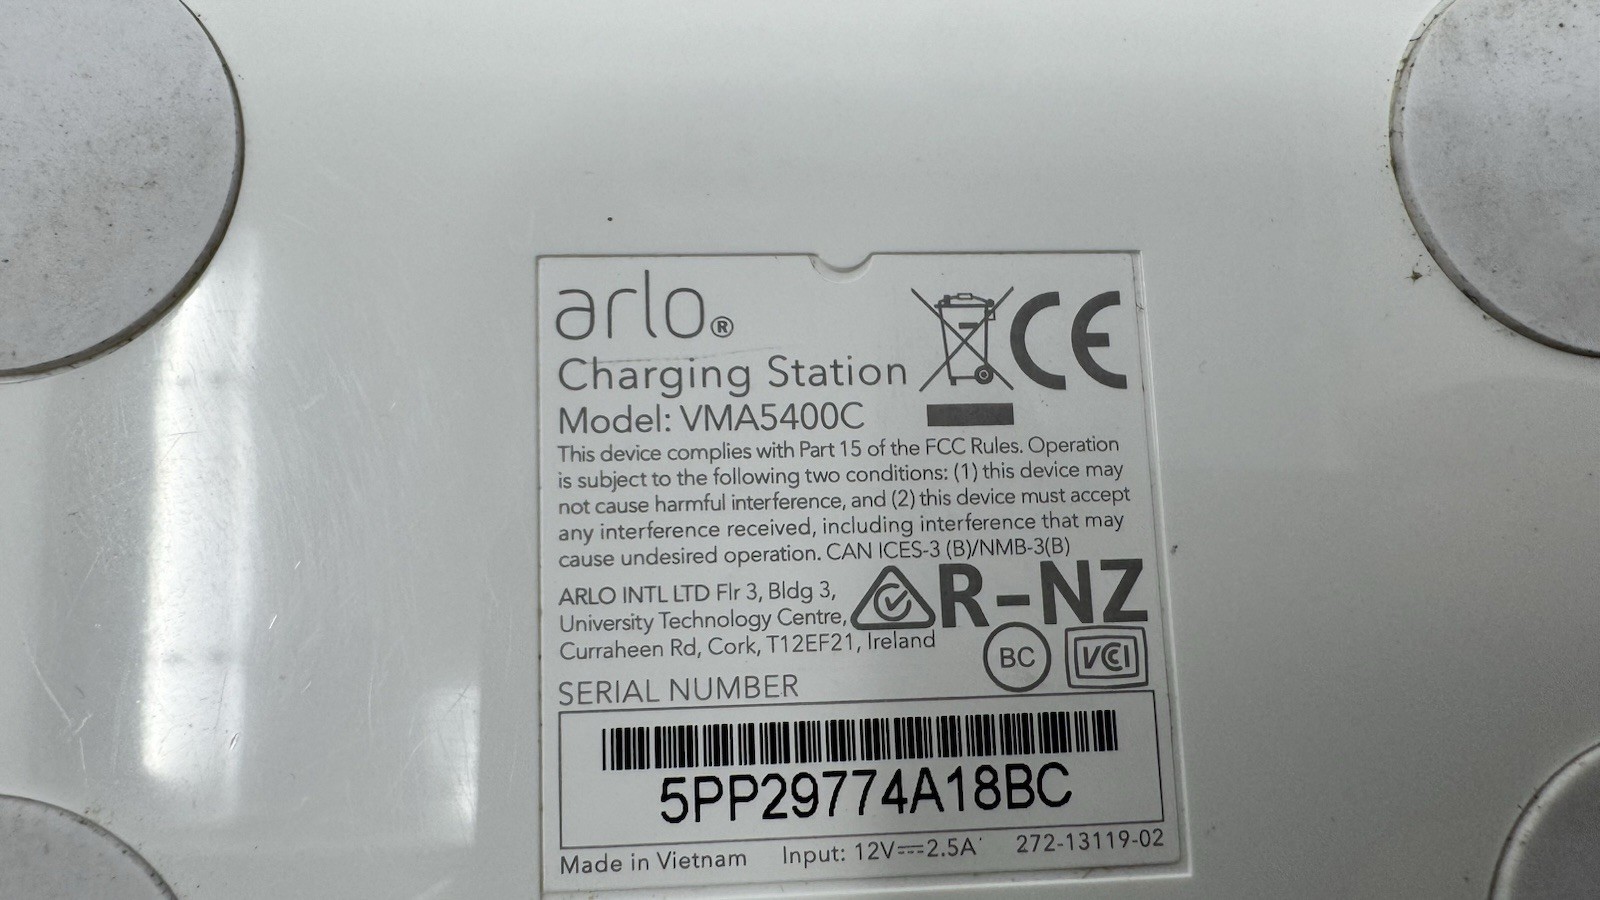 arlo®
Charging Station
Model: VMA5400C
This device complies with Part 15 of the FCC Rules. Operation
is subject to the following two conditions: (1) this device may
not cause harmful interference, and (2) this device must accept
any interference received, including interference that may
cause undesired operation. CAN ICES-3 (B)/NMB-3(B)
ARLO INTL LTD Flr 3, Bldg 3,
University Technology Centre,
Curraheen Rd, Cork, T12EF21, Ireland
CE
R-NZ
BC
VCCI
SERIAL NUMBER
5PP29774A18BC
Made in Vietnam Input: 12V⎓2.5A 272-13119-02